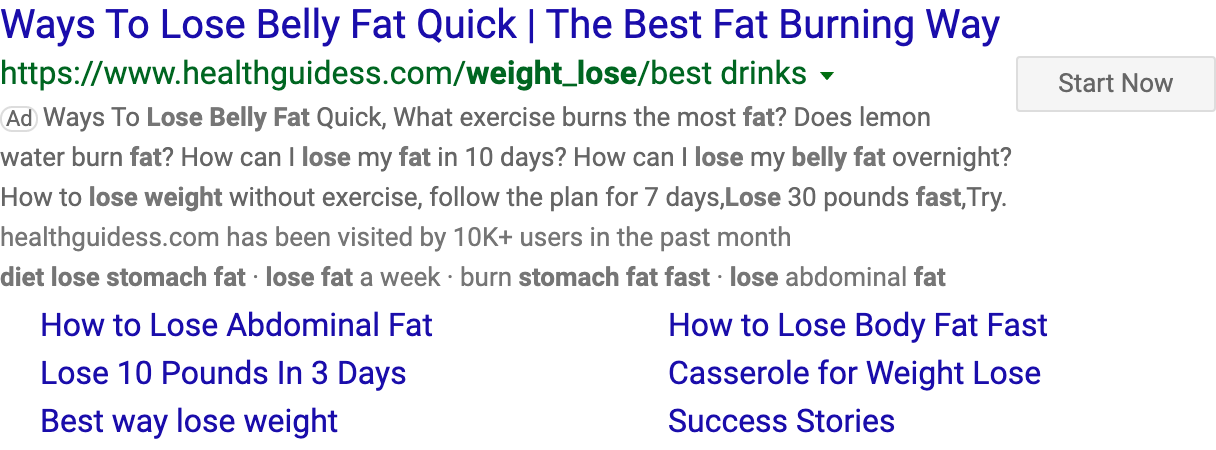 Ways To Lose Belly Fat Quick | The Best Fat Burning Way
https://www.healthguidess.com/weight_lose/best drinks
Start Now
Ad Ways To Lose Belly Fat Quick, What exercise burns the most fat? Does lemon
water burn fat? How can I lose my fat in 10 days? How can I lose my belly fat overnight?
How to lose weight without exercise, follow the plan for 7 days,Lose 30 pounds fast,Try.
healthguidess.com has been visited by 10K+ users in the past month
diet lose stomach fat · lose fat a week · burn stomach fat fast · lose abdominal fat
How to Lose Abdominal Fat
How to Lose Body Fat Fast
Lose 10 Pounds In 3 Days
Casserole for Weight Lose
Best way lose weight
Success Stories